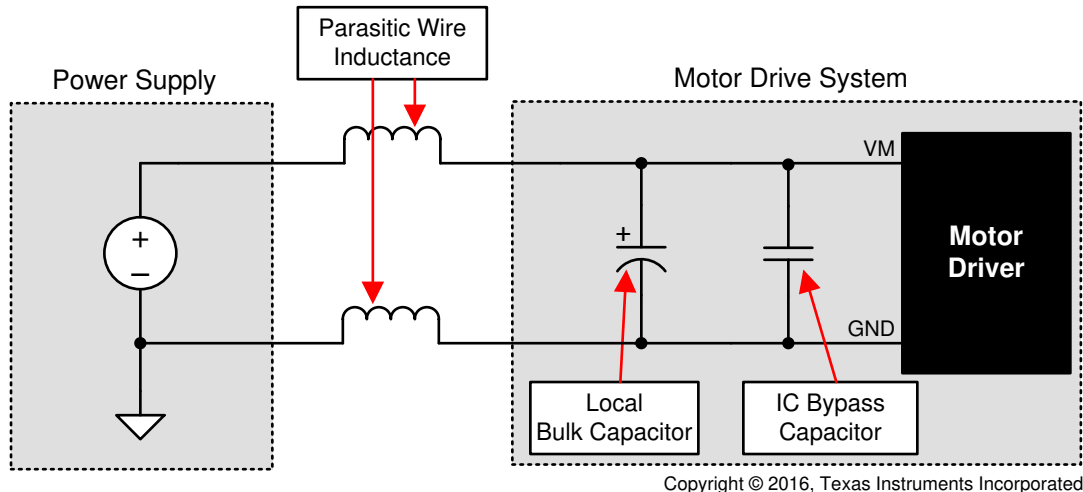 Parasitic Wire
Inductance
Power Supply
Motor Drive System
VM
+
–
+
Motor
Driver
GND
Local
Bulk Capacitor
IC Bypass
Capacitor
Copyright © 2016, Texas Instruments Incorporated